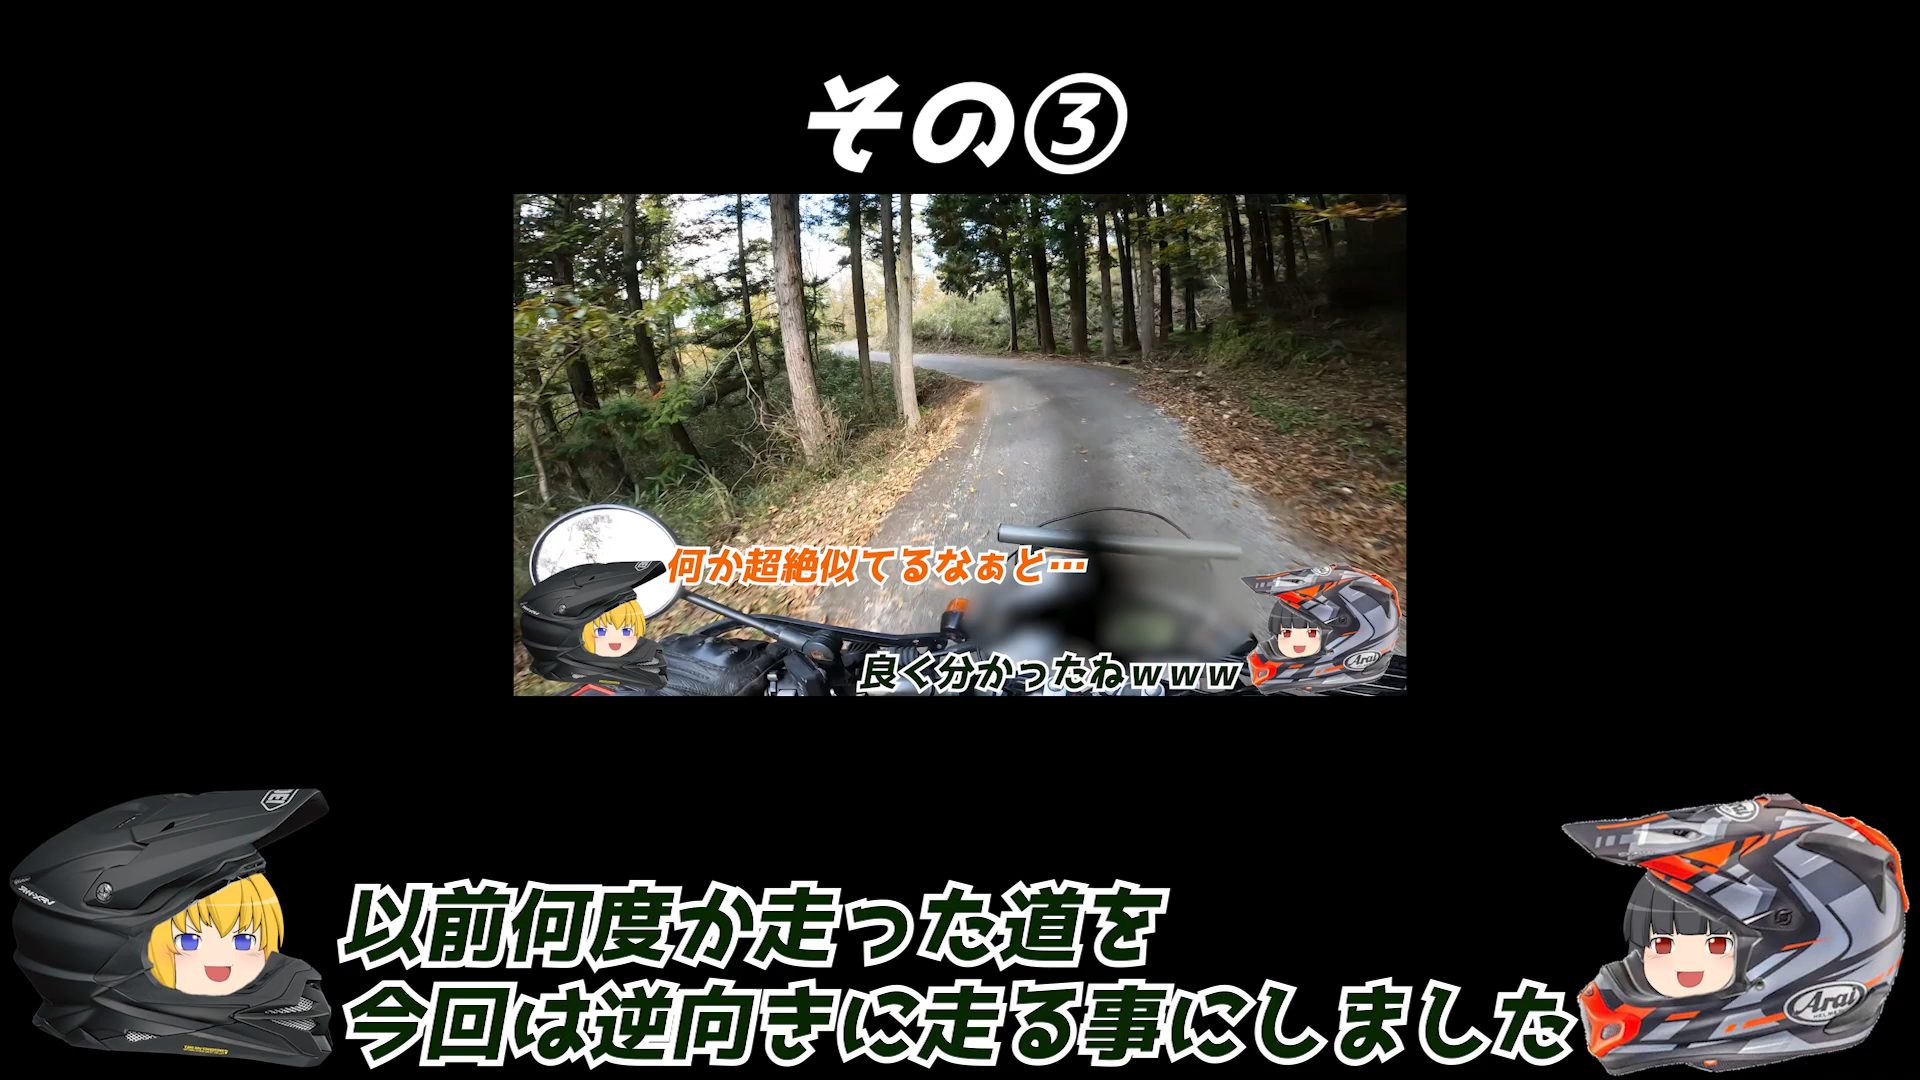 その③
何か超絶似てるなぁと…
良く分かったねｗｗｗ
Arai
以前何度か走った道を
今回は逆向きに走る事にしました
Arai